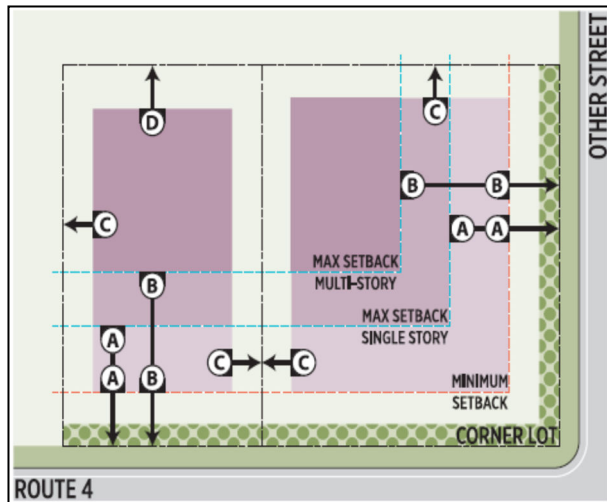 OTHER STREET
D
C
C
B
B
A
A
MAX SETBACK
MULTI-STORY
B
MAX SETBACK
SINGLE STORY
A
C
C
A
B
MINIMUM
SETBACK
CORNER LOT
ROUTE 4